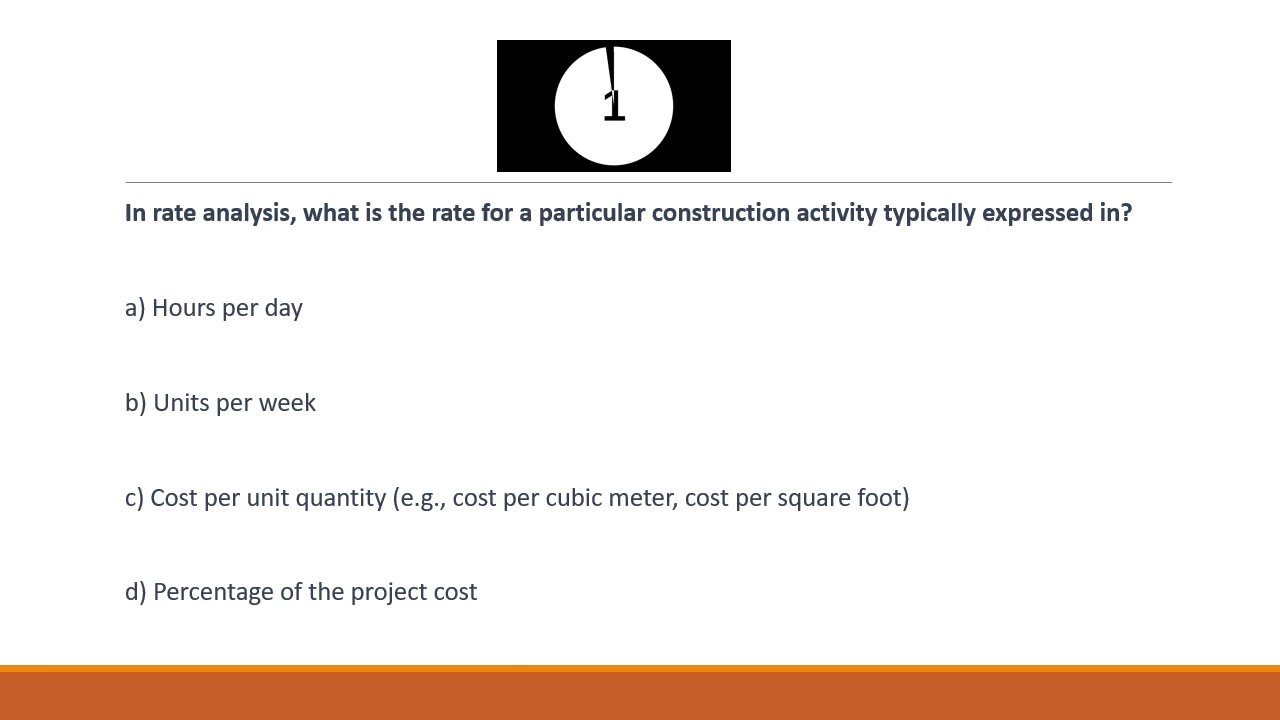 1
In rate analysis, what is the rate for a particular construction activity typically expressed in?
a) Hours per day
b) Units per week
c) Cost per unit quantity (e.g., cost per cubic meter, cost per square foot)
d) Percentage of the project cost